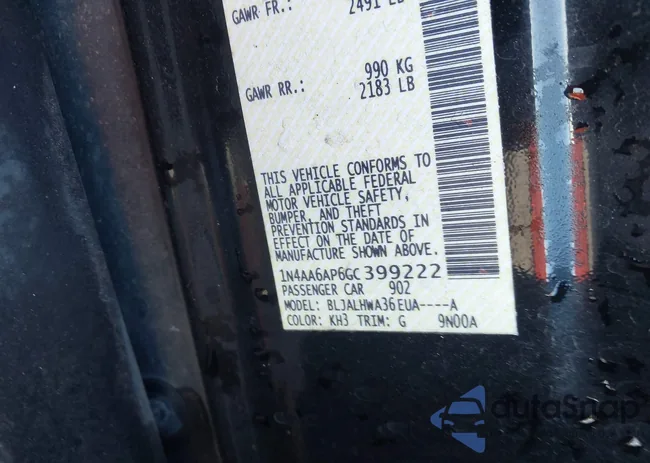 GAWR FR.: 2491 LB
990 KG
GAWR RR.: 2183 LB
THIS VEHICLE CONFORMS TO
ALL APPLICABLE FEDERAL
MOTOR VEHICLE SAFETY,
BUMPER, AND THEFT
PREVENTION STANDARDS IN
EFFECT ON THE DATE OF
MANUFACTURE SHOWN ABOVE.
1N4AA6AP6GC399222
PASSENGER CAR 902
MODEL: BLJALHWA36EUA----A
COLOR: KH3 TRIM: G 9N00A
autoSnap